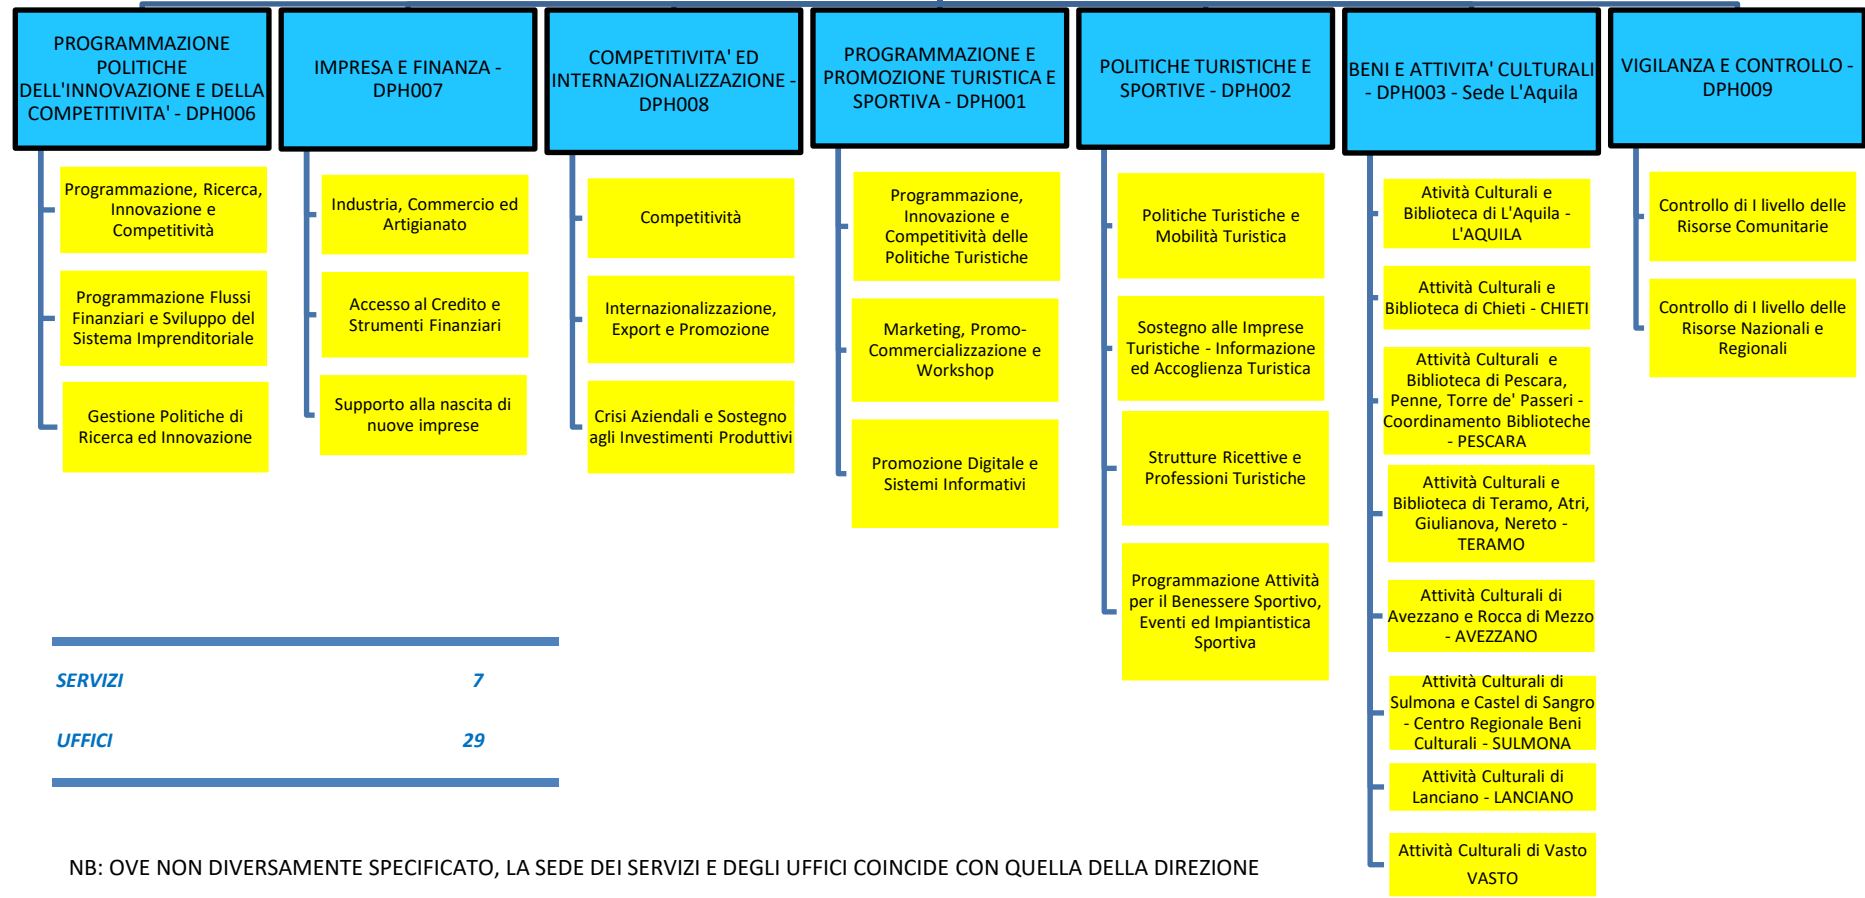 PROGRAMMAZIONE
POLITICHE
DELL'INNOVAZIONE E DELLA
COMPETITIVITA' - DPH006
Programmazione, Ricerca,
Innovazione e
Competitività
Programmazione Flussi
Finanziari e Sviluppo del
Sistema Imprenditoriale
Gestione Politiche di
Ricerca ed Innovazione
IMPRESA E FINANZA -
DPH007
Industria, Commercio ed
Artigianato
Accesso al Credito e
Strumenti Finanziari
Supporto alla nascita di
nuove imprese
COMPETITIVITA' ED
INTERNAZIONALIZZAZIONE -
DPH008
Competitività
Internazionalizzazione,
Export e Promozione
Crisi Aziendali e Sostegno
agli Investimenti Produttivi
PROGRAMMAZIONE E
PROMOZIONE TURISTICA E
SPORTIVA - DPH001
Programmazione,
Innovazione e
Competitività delle
Politiche Turistiche
Marketing, Promo-
Commercializzazione e
Workshop
Promozione Digitale e
Sistemi Informativi
POLITICHE TURISTICHE E
SPORTIVE - DPH002
Politiche Turistiche e
Mobilità Turistica
Sostegno alle Imprese
Turistiche - Informazione
ed Accoglienza Turistica
Strutture Ricettive e
Professioni Turistiche
Programmazione Attività
per il Benessere Sportivo,
Eventi ed Impiantistica
Sportiva
BENI E ATTIVITA' CULTURALI
- DPH003 - Sede L'Aquila
Atività Culturali e
Biblioteca di L'Aquila -
L'AQUILA
Attività Culturali e
Biblioteca di Chieti - CHIETI
Attività Culturali e
Biblioteca di Pescara,
Penne, Torre de' Passeri -
Coordinamento Biblioteche
- PESCARA
Attività Culturali e
Biblioteca di Teramo, Atri,
Giulianova, Nereto -
TERAMO
Attività Culturali di
Avezzano e Rocca di Mezzo
- AVEZZANO
Attività Culturali di
Sulmona e Castel di Sangro
- Centro Regionale Beni
Culturali - SULMONA
Attività Culturali di
Lanciano - LANCIANO
Attività Culturali di Vasto
VASTO
VIGILANZA E CONTROLLO -
DPH009
Controllo di I livello delle
Risorse Comunitarie
Controllo di I livello delle
Risorse Nazionali e
Regionali
SERVIZI 7
UFFICI 29
NB: OVE NON DIVERSAMENTE SPECIFICATO, LA SEDE DEI SERVIZI E DEGLI UFFICI COINCIDE CON QUELLA DELLA DIREZIONE